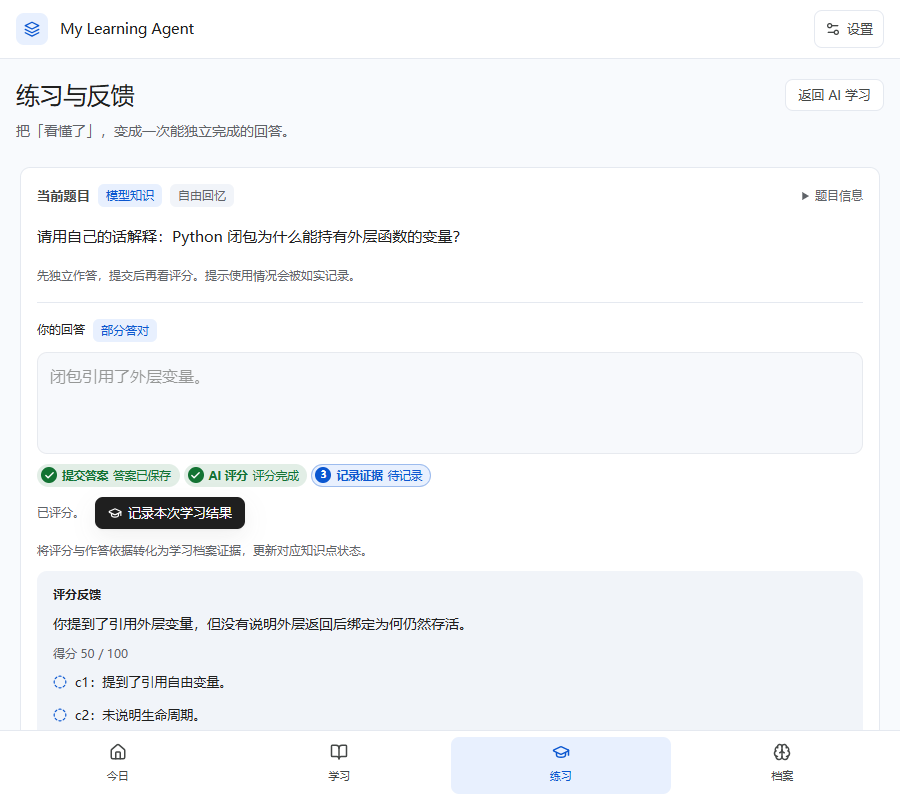 My Learning Agent
设置
练习与反馈
返回 AI 学习
把「看懂了」，变成一次能独立完成的回答。
当前题目 模型知识 自由回忆
题目信息
请用自己的话解释：Python 闭包为什么能持有外层函数的变量？
先独立作答，提交后再看评分。提示使用情况会被如实记录。
你的回答 部分答对
闭包引用了外层变量。
提交答案 答案已保存 AI 评分 评分完成 3 记录证据 待记录
已评分。 记录本次学习结果
将评分与作答依据转化为学习档案证据，更新对应知识点状态。
评分反馈
你提到了引用外层变量，但没有说明外层返回后绑定为何仍然存活。
得分 50 / 100
c1：提到了引用自由变量。
c2：未说明生命周期。
今日 学习 练习 档案